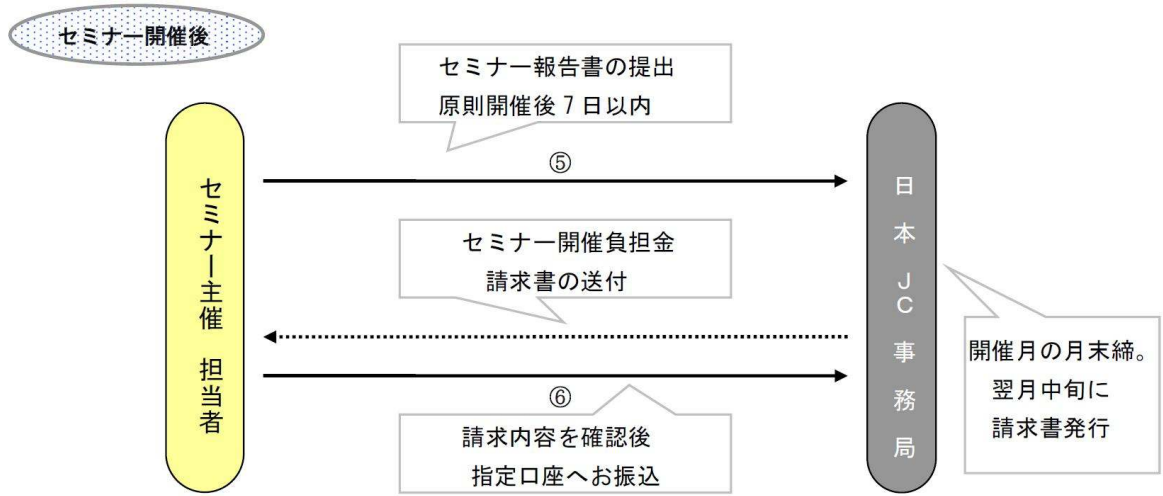 セミナー開催後
セミナー報告書の提出
原則開催後7日以内
⑤
セミナー主催　担当者
日本JC事務局
セミナー開催負担金
請求書の送付
開催月の月末締。
翌月中旬に
請求書発行
⑥
請求内容を確認後
指定口座へお振込